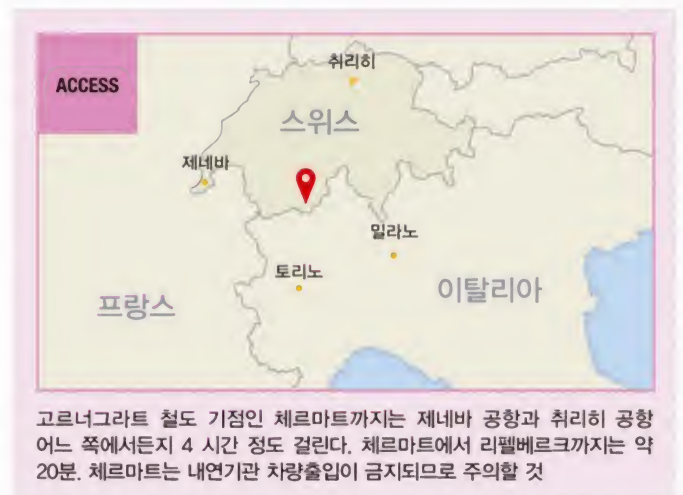 ACCESS
취리히
스위스
제네바
밀라노
토리노
이탈리아
프랑스
고르너그라트 철도 기점인 체르마트까지는 제네바 공항과 취리히 공항
어느 쪽에서든지 4 시간 정도 걸린다. 체르마트에서 리펠베르크까지는 약
20분. 체르마트는 내연기관 차량출입이 금지되므로 주의할 것